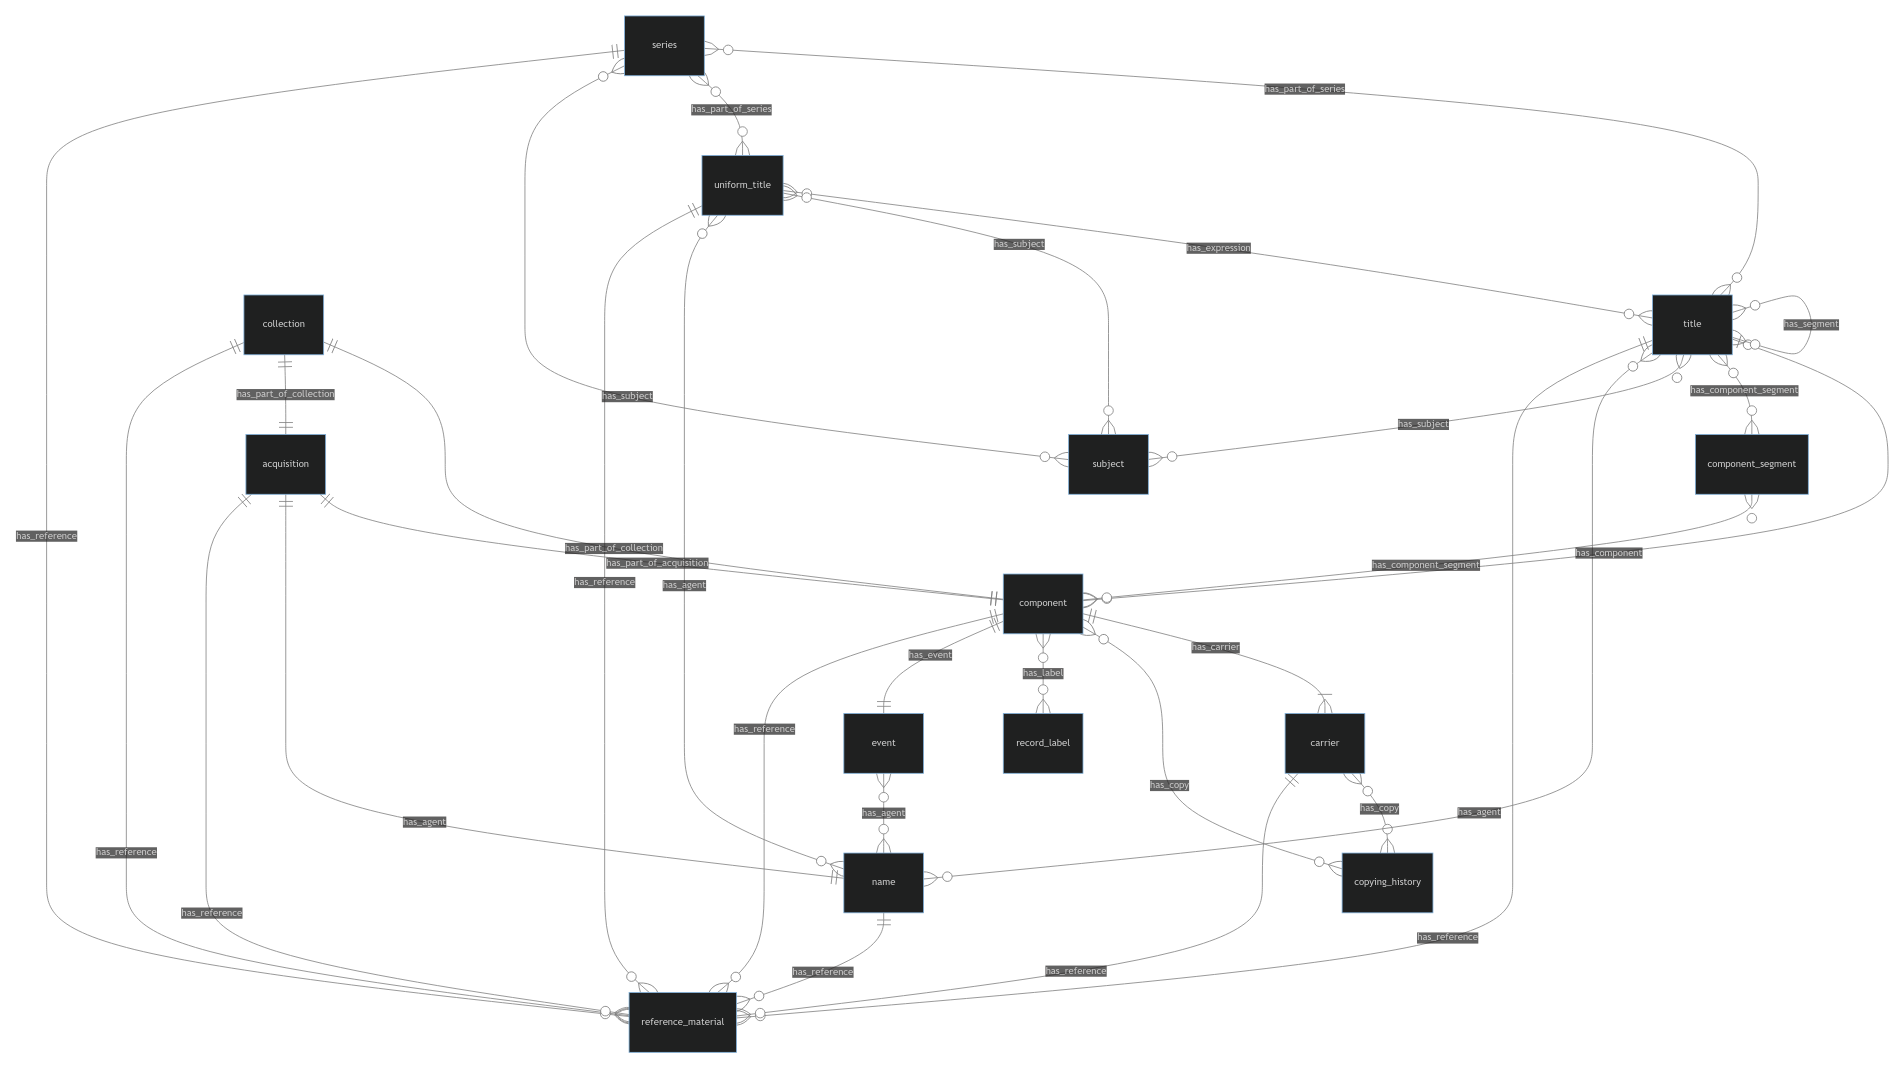 series
has_part_of_series
has_part_of_series
uniform_title
has_subject
has_expression
collection
title
has_segment
has_part_of_collection
has_subject
has_component_segment
has_subject
acquisition
subject
component_segment
has_reference
has_part_of_collection
has_part_of_acquisition
has_component
has_component_segment
has_reference
has_agent
component
has_event
has_carrier
has_label
has_reference
event
record_label
carrier
has_copy
has_copy
has_agent
has_agent
has_agent
has_reference
name
copying_history
has_reference
has_reference
has_reference
has_reference
reference_material